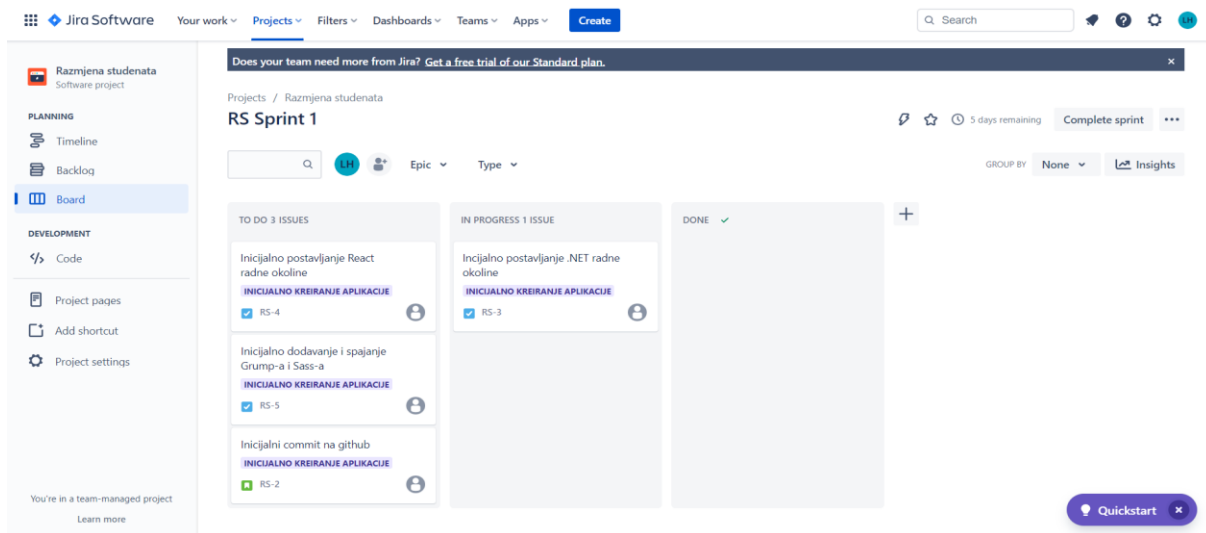 Jira Software Your work Projects Filters Dashboards Teams Apps Create Search LH
Does your team need more from Jira? Get a free trial of our Standard plan.
Razmjena studenata
Software project
PLANNING
Timeline
Backlog
Board
DEVELOPMENT
Code
Project pages
Add shortcut
Project settings
You're in a team-managed project
Learn more
Projects / Razmjena studenata
RS Sprint 1
5 days remaining Complete sprint
LH Epic Type GROUP BY None Insights
TO DO 3 ISSUES
Inicijalno postavljanje React
radne okoline
INICIJALNO KREIRANJE APLIKACIJE
RS-4
Inicijalno dodavanje i spajanje
Grump-a i Sass-a
INICIJALNO KREIRANJE APLIKACIJE
RS-5
Inicijalni commit na github
INICIJALNO KREIRANJE APLIKACIJE
RS-2
IN PROGRESS 1 ISSUE
Incijalno postavljanje .NET radne
okoline
INICIJALNO KREIRANJE APLIKACIJE
RS-3
DONE
Quickstart